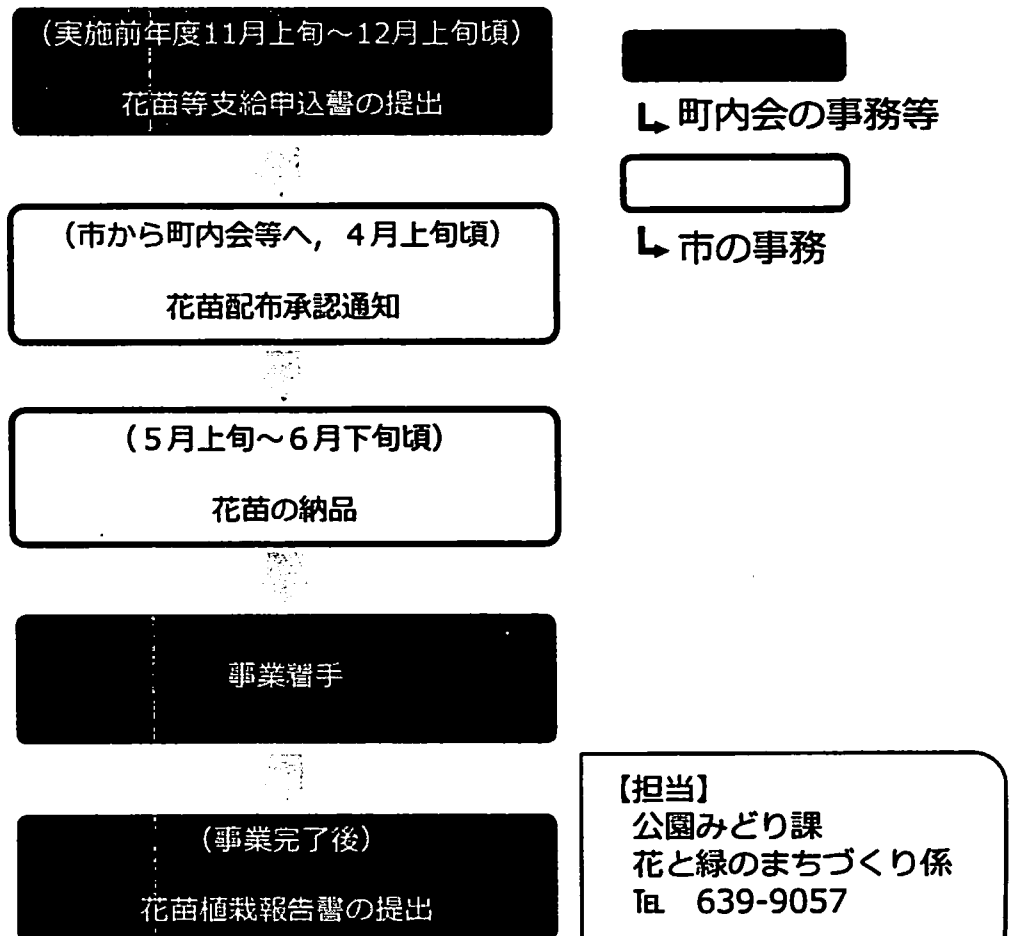 （実施前年度11月上旬～12月上旬頃）
花苗等支給申込書の提出
（市から町内会等へ，４月上旬頃）
花苗配布承認通知
（５月上旬～６月下旬頃）
花苗の納品
事業着手
（事業完了後）
花苗植栽報告書の提出
町内会の事務等
市の事務
【担当】
公園みどり課
花と緑のまちづくり係
℡　639-9057